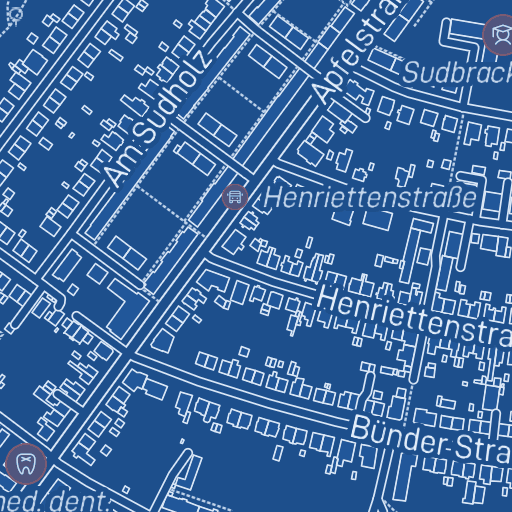 Apfelstra
Sudbrack
Am Sudholz
Henriettenstraße
Henriettenstra
Bünder Stra
med. dent.